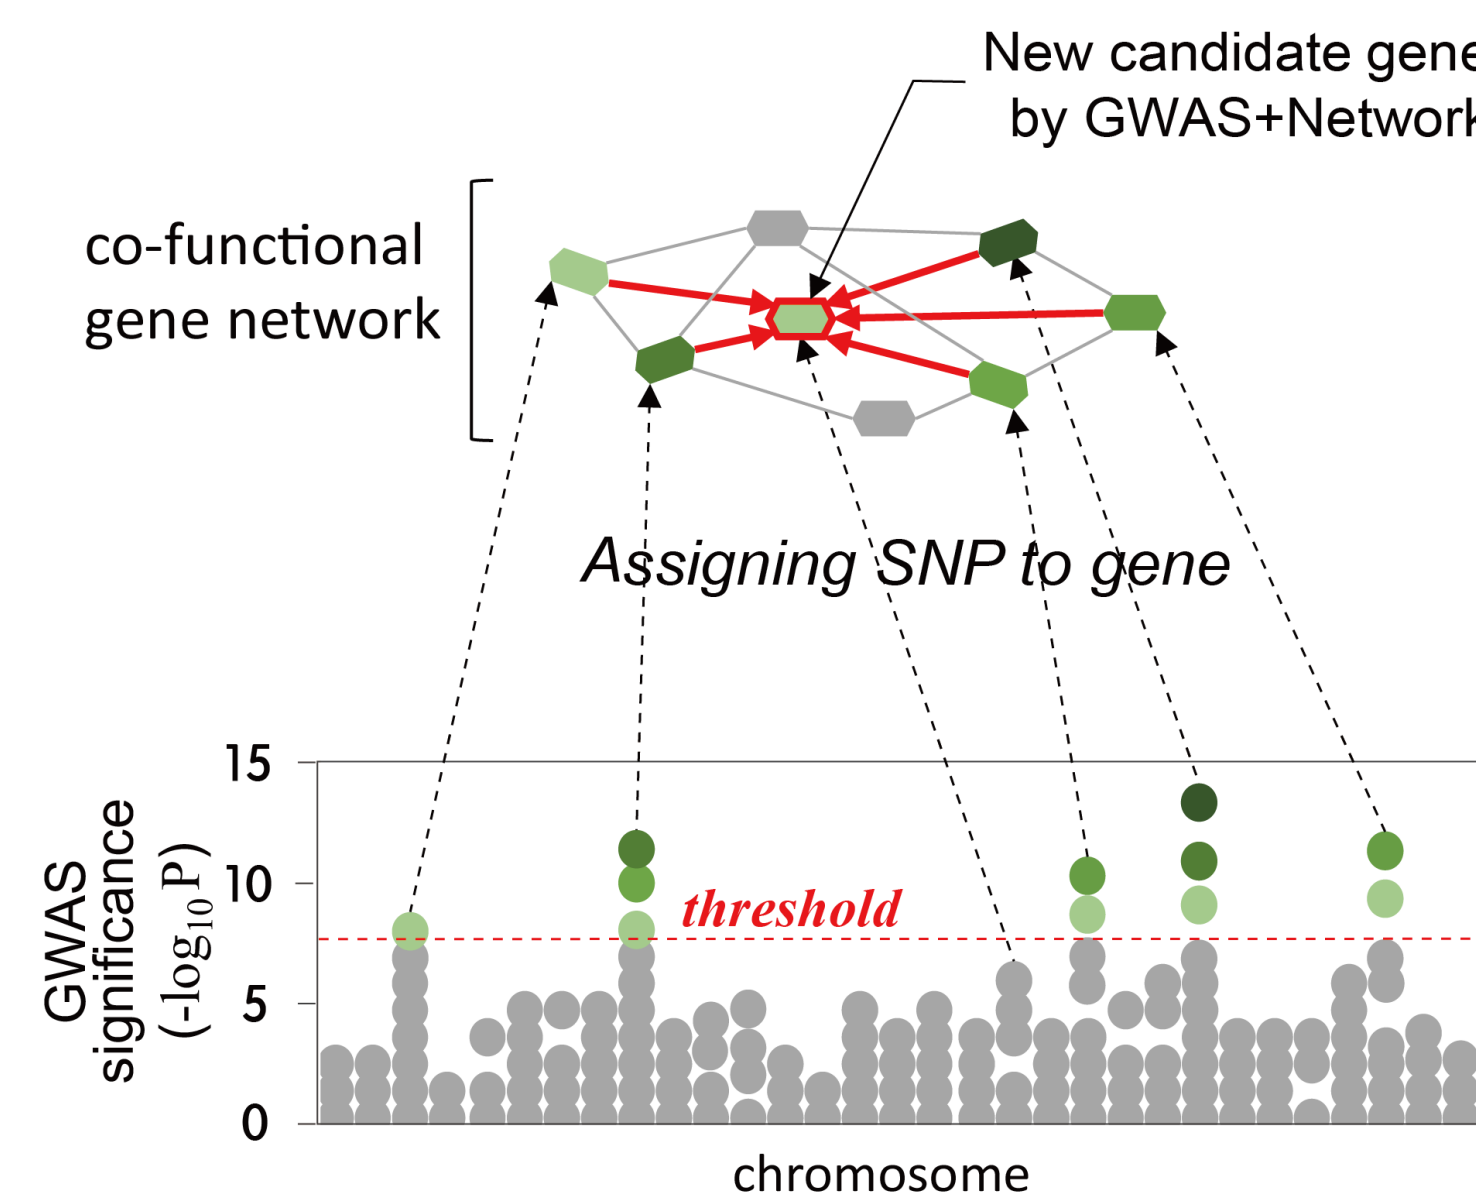 New candidate gene
by GWAS+Network
co-functional
gene network
Assigning SNP to gene
15
10
5
0
GWAS
significance
(-log10P)
threshold
chromosome